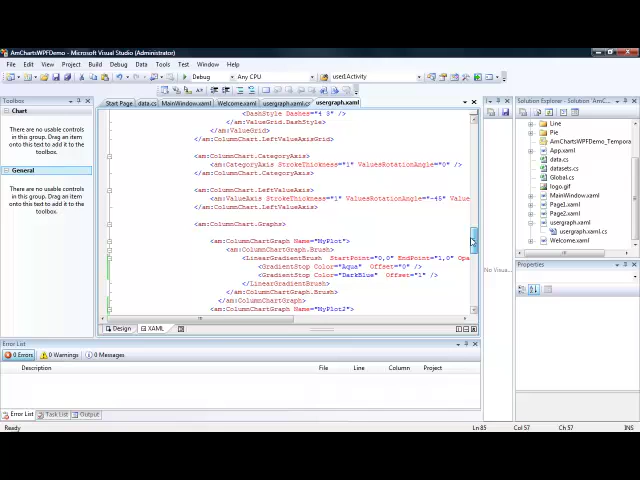 AmChartsWPFDemo - Microsoft Visual Studio (Administrator)
File Edit View Project Build Debug Data Tools Test Window Help
Debug Any CPU used1Activity
Toolbox
Chart
There are no usable controls in this group. Drag an item onto this text to add it to the toolbox.
General
There are no usable controls in this group. Drag an item onto this text to add it to the toolbox.
Start Page data.cs MainWindow.xaml Welcome.xaml usergraph.xaml.cs usergraph.xaml
<DashStyle Dashes="4 3" />
</am:ValueGrid.DashStyle>
</am:ValueGrid>
</am:ColumnChart.LeftValueAxisGrid>
<am:ColumnChart.CategoryAxis>
<am:CategoryAxis StrokeThickness="1" ValuesRotationAngle="0" />
</am:ColumnChart.CategoryAxis>
<am:ColumnChart.LeftValueAxis>
<am:ValueAxis StrokeThickness="1" ValuesRotationAngle="-45" Value
</am:ColumnChart.LeftValueAxis>
<am:ColumnChart.Graphs>
<am:ColumnChartGraph Name="MyPlot">
<am:ColumnChartGraph.Brush>
<LinearGradientBrush StartPoint="0,0" EndPoint="1,0" Opa
<GradientStop Color="Aqua" Offset="0" />
<GradientStop Color="DarkBlue" Offset="1" />
</LinearGradientBrush>
</am:ColumnChartGraph.Brush>
</am:ColumnChartGraph>
<am:ColumnChartGraph Name="MyPlot2">
Design XAML
No Visua
Solution Explorer - Solution 'AmC
Line
Pie
AmChartsWPFDemo_Tempora
App.xaml
data.cs
datasets.cs
Global.cs
logo.gif
MainWindow.xaml
Page1.xaml
Page2.xaml
usergraph.xaml
usergraph.xaml.cs
Welcome.xaml
Properties
Error List
0 Errors 0 Warnings 0 Messages
Description File Line Column Project
Error List Task List Output
Ready Ln 85 Col 57 Ch 57 INS